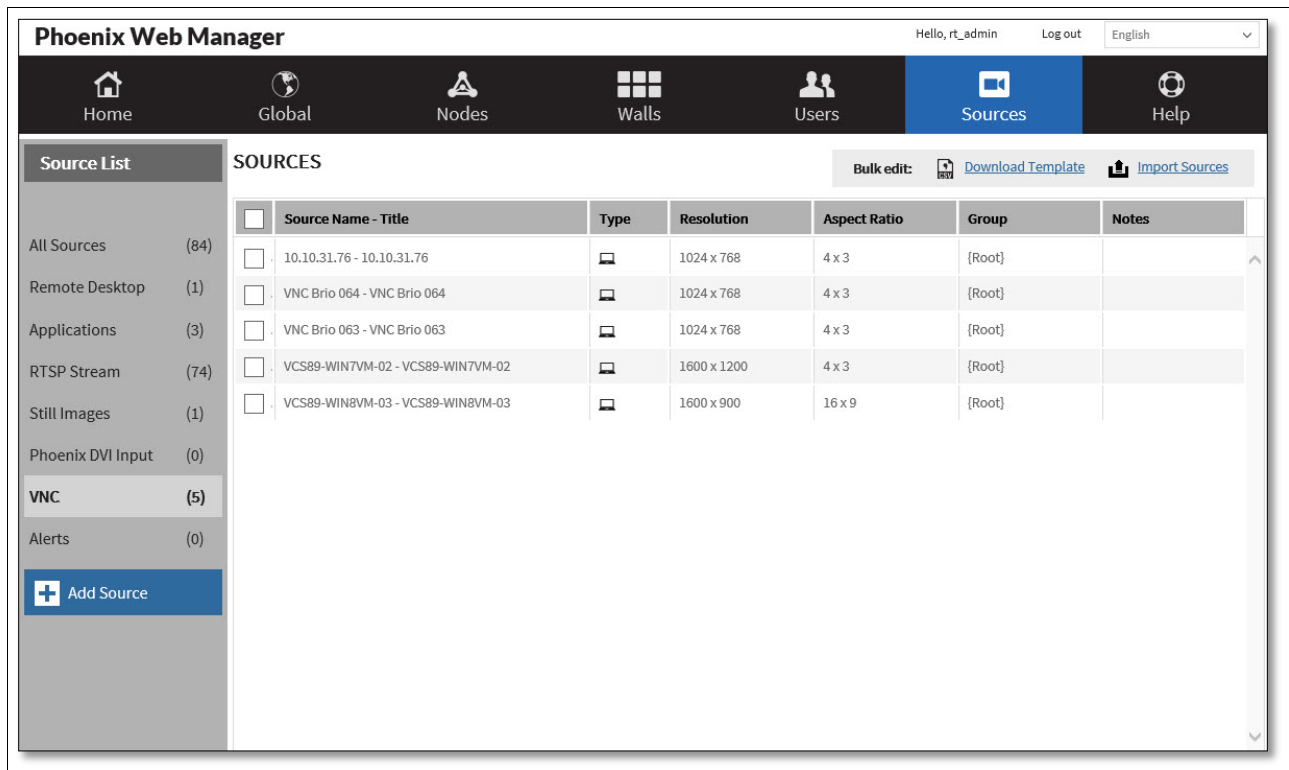 Phoenix Web Manager
Hello, rt_admin Log out English
Home Global Nodes Walls Users Sources Help
Source List
SOURCES
Bulk edit: CSV Download Template Import Sources
Source Name - Title Type Resolution Aspect Ratio Group Notes
All Sources (84)
Remote Desktop (1)
Applications (3)
RTSP Stream (74)
Still Images (1)
Phoenix DVI Input (0)
VNC (5)
Alerts (0)
Add Source
10.10.31.76 - 10.10.31.76 1024 x 768 4 x 3 {Root}
VNC Brio 064 - VNC Brio 064 1024 x 768 4 x 3 {Root}
VNC Brio 063 - VNC Brio 063 1024 x 768 4 x 3 {Root}
VCS89-WIN7VM-02 - VCS89-WIN7VM-02 1600 x 1200 4 x 3 {Root}
VCS89-WIN8VM-03 - VCS89-WIN8VM-03 1600 x 900 16 x 9 {Root}